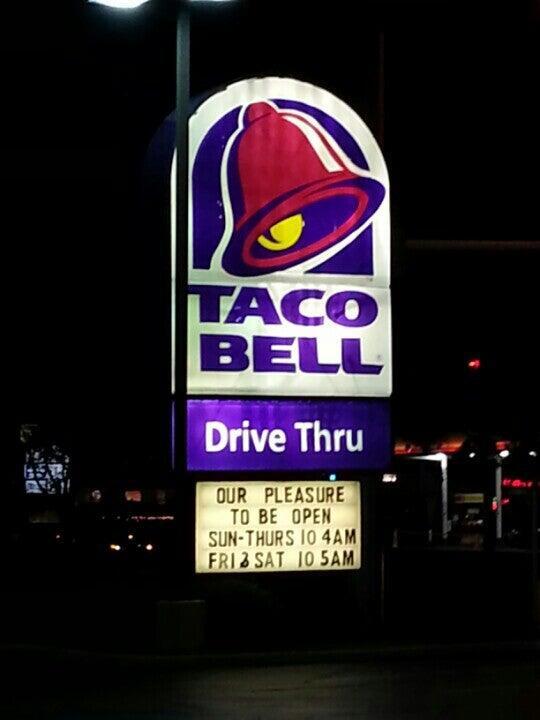 TACO
BELL
Drive Thru
OUR PLEASURE
TO BE OPEN
SUN-THURS 10 4AM
FRI & SAT 10 5AM